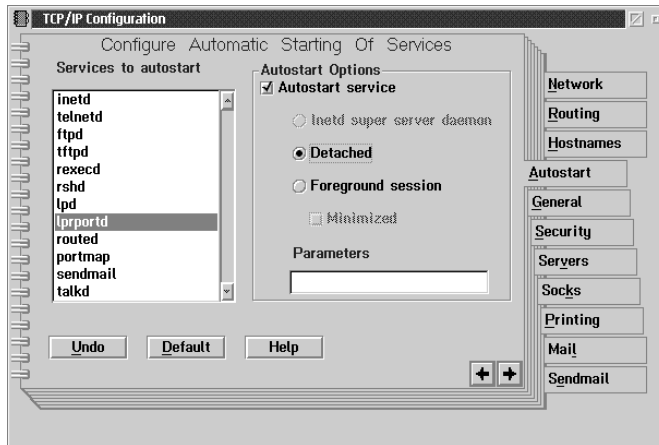 TCP/IP Configuration
Configure Automatic Starting Of Services
Services to autostart
inetd
telnetd
ftpd
tftpd
rexecd
rshd
lpd
lprportd
routed
portmap
sendmail
talkd
Autostart Options
Autostart service
Inetd super server daemon
Detached
Foreground session
Minimized
Parameters
Undo
Default
Help
Network
Routing
Hostnames
Autostart
General
Security
Servers
Socks
Printing
Mail
Sendmail